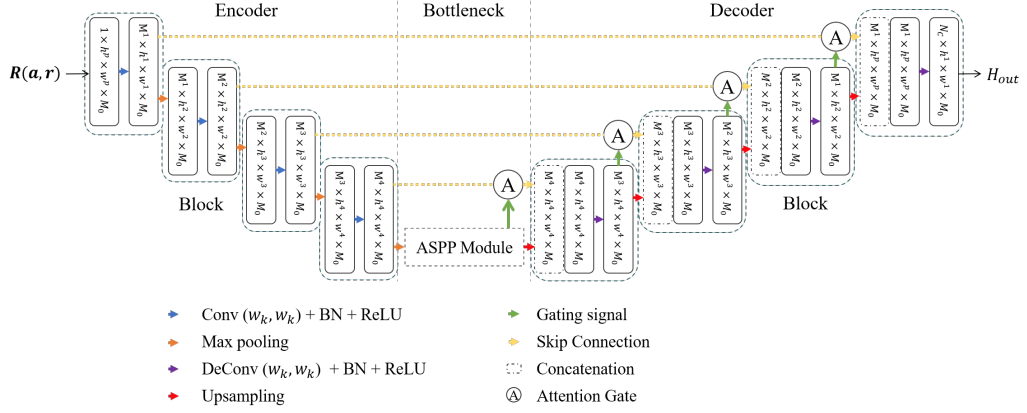 Encoder
Bottleneck
Decoder
R(a, r)
1 × h^p × w^p × M_0
M^1 × h^1 × w^1 × M_0
M^1 × h^2 × w^2 × M_0
M^2 × h^2 × w^2 × M_0
Block
M^2 × h^3 × w^3 × M_0
M^3 × h^3 × w^3 × M_0
M^3 × h^4 × w^4 × M_0
M^4 × h^4 × w^4 × M_0
ASPP Module
A
A
A
A
M^4 × h^4 × w^4 × M_0
M^4 × h^4 × w^4 × M_0
M^3 × h^4 × w^4 × M_0
M^3 × h^3 × w^3 × M_0
M^3 × h^3 × w^3 × M_0
M^2 × h^3 × w^3 × M_0
M^2 × h^2 × w^2 × M_0
M^2 × h^2 × w^2 × M_0
M^1 × h^2 × w^2 × M_0
Block
M^1 × h^p × w^p × M_0
M^1 × h^p × w^p × M_0
N_c × h^1 × w^1 × M_0
H_out
Conv (w_k, w_k) + BN + ReLU
Max pooling
DeConv (w_k, w_k) + BN + ReLU
Upsampling
Gating signal
Skip Connection
Concatenation
A Attention Gate